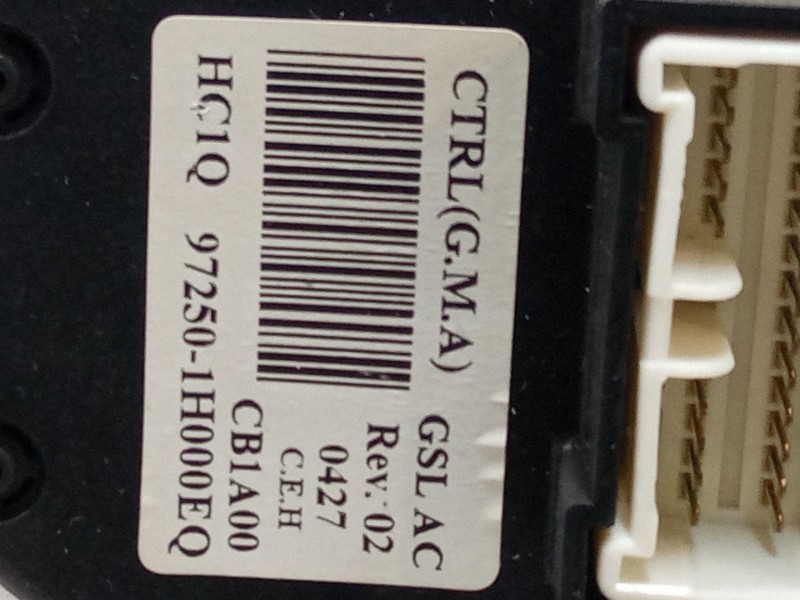 CTRL(G.M.A) GSL AC
Rev: 02
0427
C.E.H
CB1A00
HC1Q 97250-1H000EQ